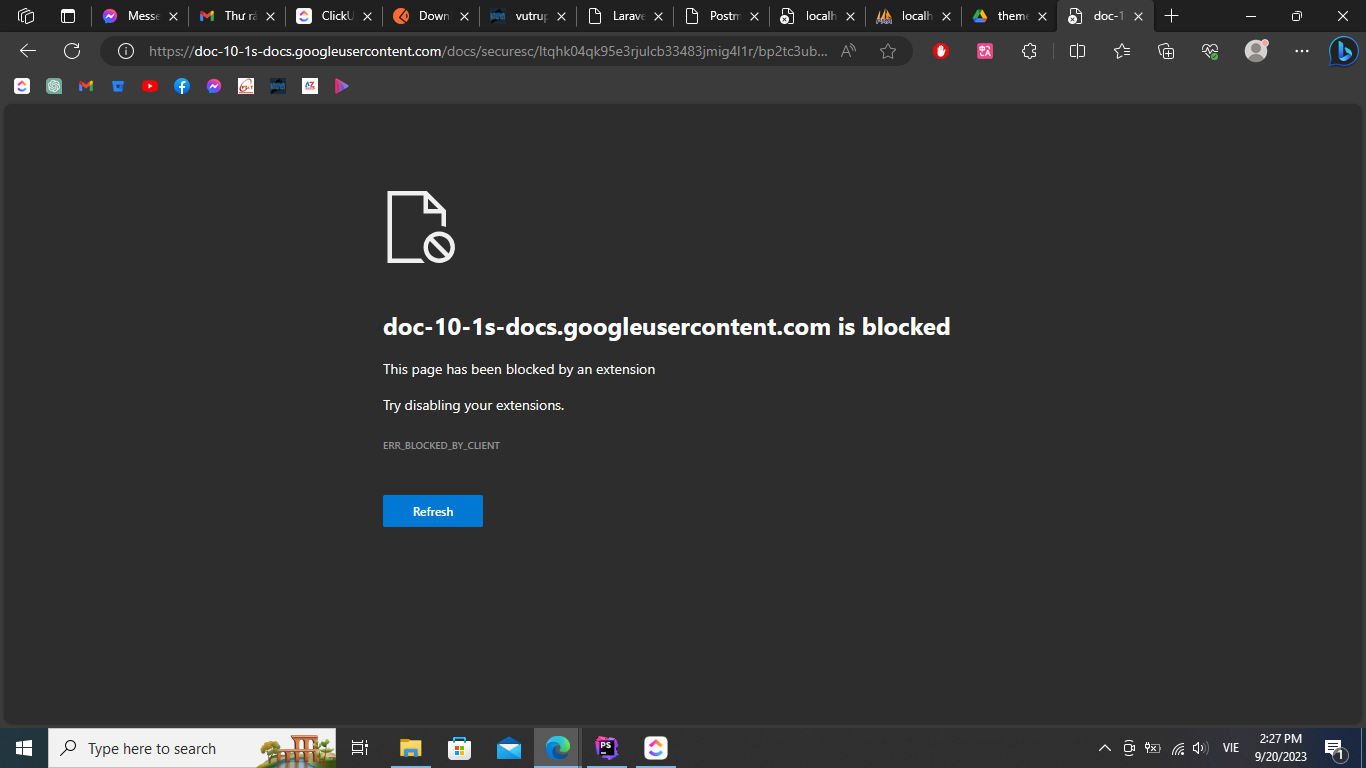 Messe
Thư rá
ClickU
Down
vutrup
Larave
Postm
localh
localh
theme
doc-1
https://doc-10-1s-docs.googleusercontent.com/docs/securesc/ltqhk04qk95e3rjulcb33483jmig4l1r/bp2tc3ub...
doc-10-1s-docs.googleusercontent.com is blocked
This page has been blocked by an extension
Try disabling your extensions.
ERR_BLOCKED_BY_CLIENT
Refresh
Type here to search
PS
VIE
2:27 PM
9/20/2023
1